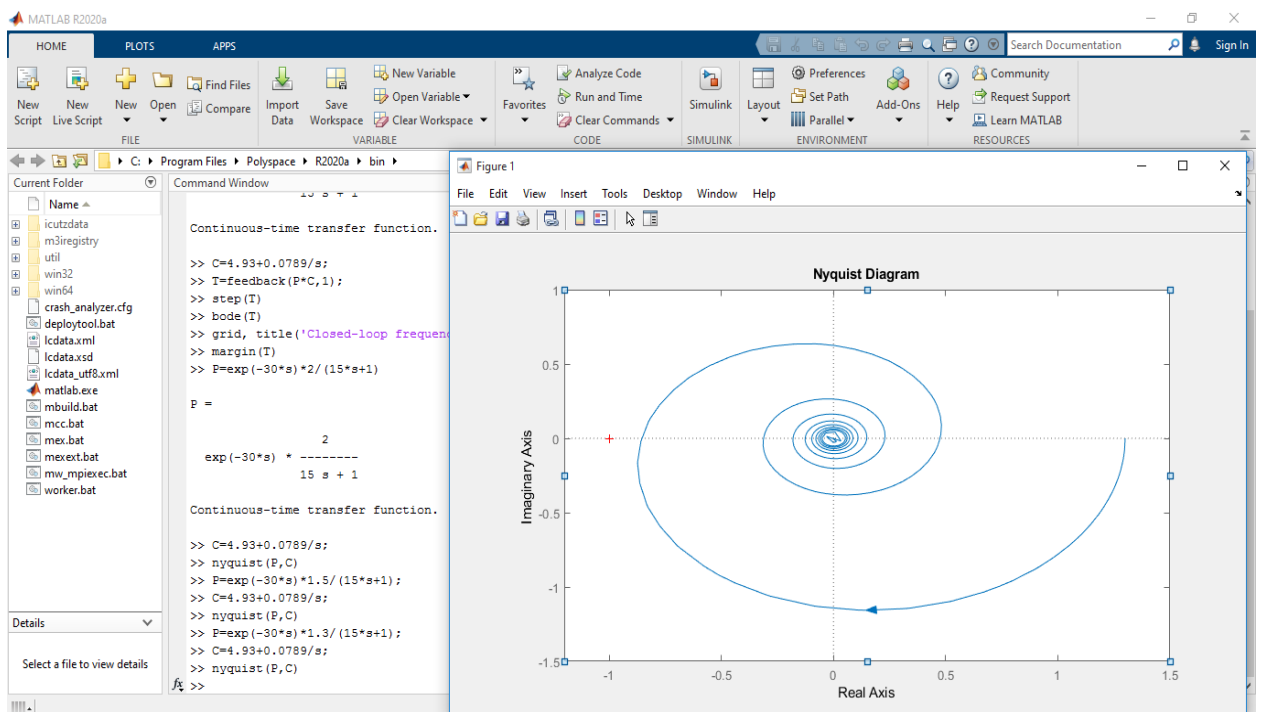 MATLAB R2020a
HOME PLOTS APPS
Search Documentation
Sign In
New Script
New Live Script
New
Open
Find Files
Compare
Import Data
Save Workspace
New Variable
Open Variable
Clear Workspace
Favorites
Analyze Code
Run and Time
Clear Commands
Simulink
Layout
Preferences
Set Path
Parallel
Add-Ons
Help
Community
Request Support
Learn MATLAB
FILE VARIABLE CODE SIMULINK ENVIRONMENT RESOURCES
C: Program Files Polyspace R2020a bin
Current Folder
Name
icutzdata
m3iregistry
util
win32
win64
crash_analyzer.cfg
deploytool.bat
lcdata.xml
lcdata.xsd
lcdata_utf8.xml
matlab.exe
mbuild.bat
mcc.bat
mex.bat
mexext.bat
mw_mpiexec.bat
worker.bat
Details
Select a file to view details
Command Window
15 s + 1
Continuous-time transfer function.
>> C=4.93+0.0789/s;
>> T=feedback(P*C,1);
>> step(T)
>> bode(T)
>> grid, title('Closed-loop frequenc
>> margin(T)
>> P=exp(-30*s)*2/(15*s+1)
P =
2
exp(-30*s) * --------
15 s + 1
Continuous-time transfer function.
>> C=4.93+0.0789/s;
>> nyquist(P,C)
>> P=exp(-30*s)*1.5/(15*s+1);
>> C=4.93+0.0789/s;
>> nyquist(P,C)
>> P=exp(-30*s)*1.3/(15*s+1);
>> C=4.93+0.0789/s;
>> nyquist(P,C)
fx >>
Figure 1
File Edit View Insert Tools Desktop Window Help
Nyquist Diagram
1
0.5
0
-0.5
-1
-1.5
Imaginary Axis
-1 -0.5 0 0.5 1 1.5
Real Axis